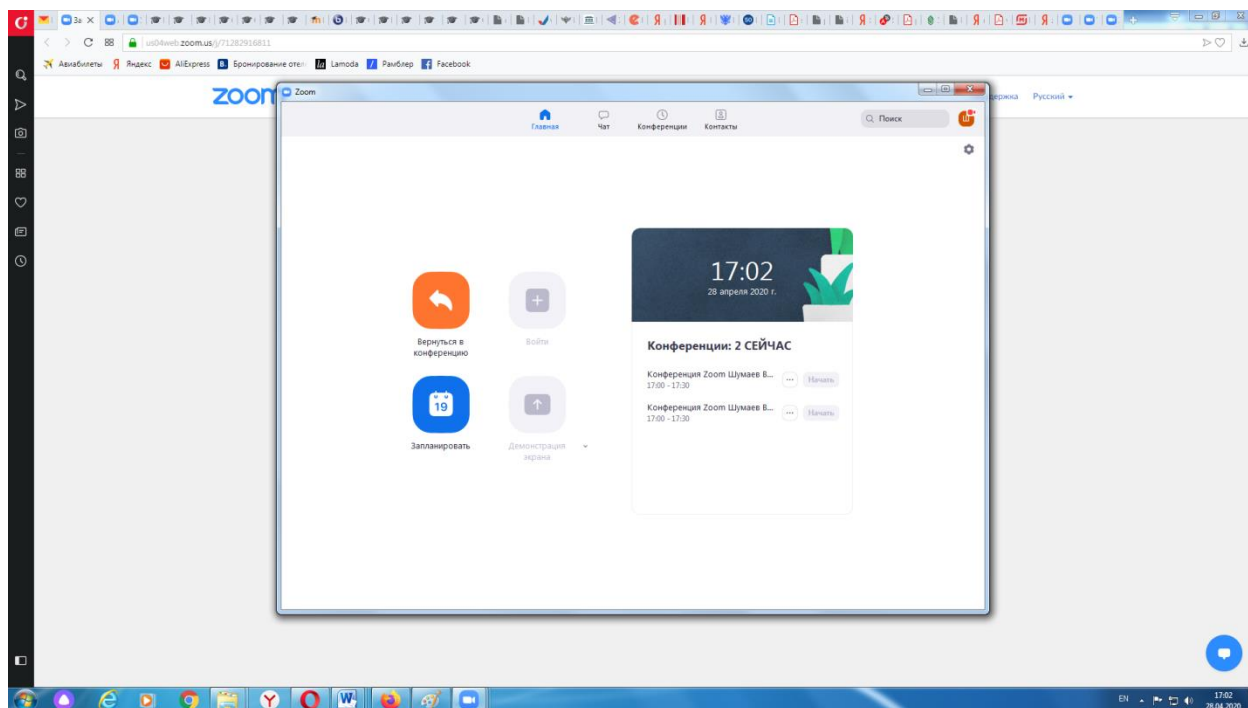 За
us04web.zoom.us/j/71282916811
Авиабилеты Яндекс AliExpress Бронирование отел Lamoda Рамблер Facebook
zoom
Zoom
держка Русский
Главная Чат Конференции Контакты Поиск
17:02
28 апреля 2020 г.
Вернуться в
конференцию
Войти
Конференции: 2 СЕЙЧАС
Конференция Zoom Шумаев В... ... Начать
17:00 - 17:30
19
Конференция Zoom Шумаев В... ... Начать
17:00 - 17:30
Запланировать
Демонстрация
экрана
EN
17:02
28.04.2020